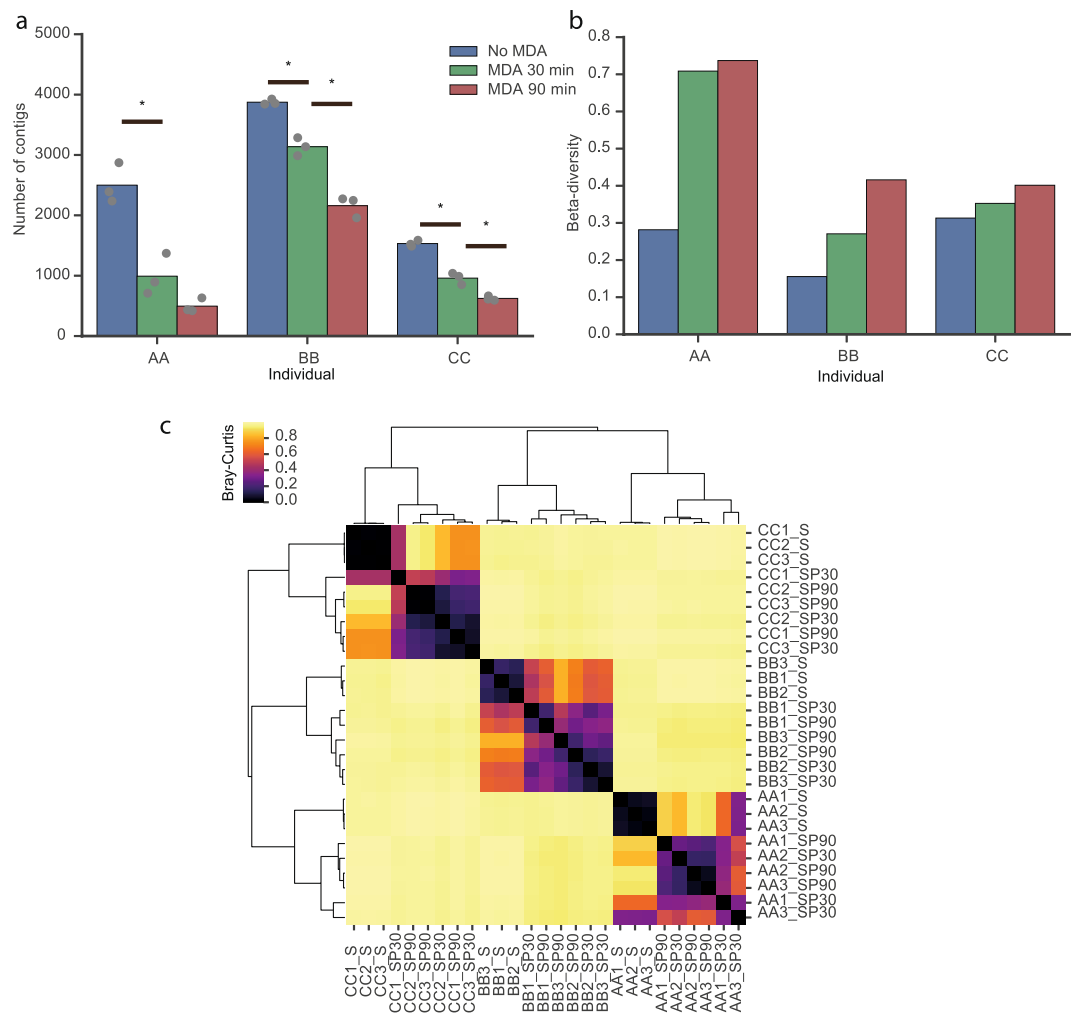 a
5000
4000
3000
2000
1000
0
Number of contigs
*
*
*
*
*
No MDA
MDA 30 min
MDA 90 min
AA
BB
CC
Individual
b
0.8
0.7
0.6
0.5
0.4
0.3
0.2
0.1
0.0
Beta-diversity
AA
BB
CC
Individual
c
Bray-Curtis
0.8
0.6
0.4
0.2
0.0
CC1_S
CC2_S
CC3_S
CC1_SP30
CC2_SP90
CC3_SP90
CC2_SP30
CC1_SP90
CC3_SP30
BB3_S
BB1_S
BB2_S
BB1_SP30
BB1_SP90
BB3_SP90
BB2_SP90
BB2_SP30
BB3_SP30
AA1_S
AA2_S
AA3_S
AA1_SP90
AA2_SP30
AA2_SP90
AA3_SP90
AA1_SP30
AA3_SP30
CC1_S
CC2_S
CC3_S
CC1_SP30
CC2_SP90
CC3_SP90
CC2_SP30
CC1_SP90
CC3_SP30
BB3_S
BB1_S
BB2_S
BB1_SP30
BB1_SP90
BB3_SP90
BB2_SP90
BB2_SP30
BB3_SP30
AA1_S
AA2_S
AA3_S
AA1_SP90
AA2_SP30
AA2_SP90
AA3_SP90
AA1_SP30
AA3_SP30